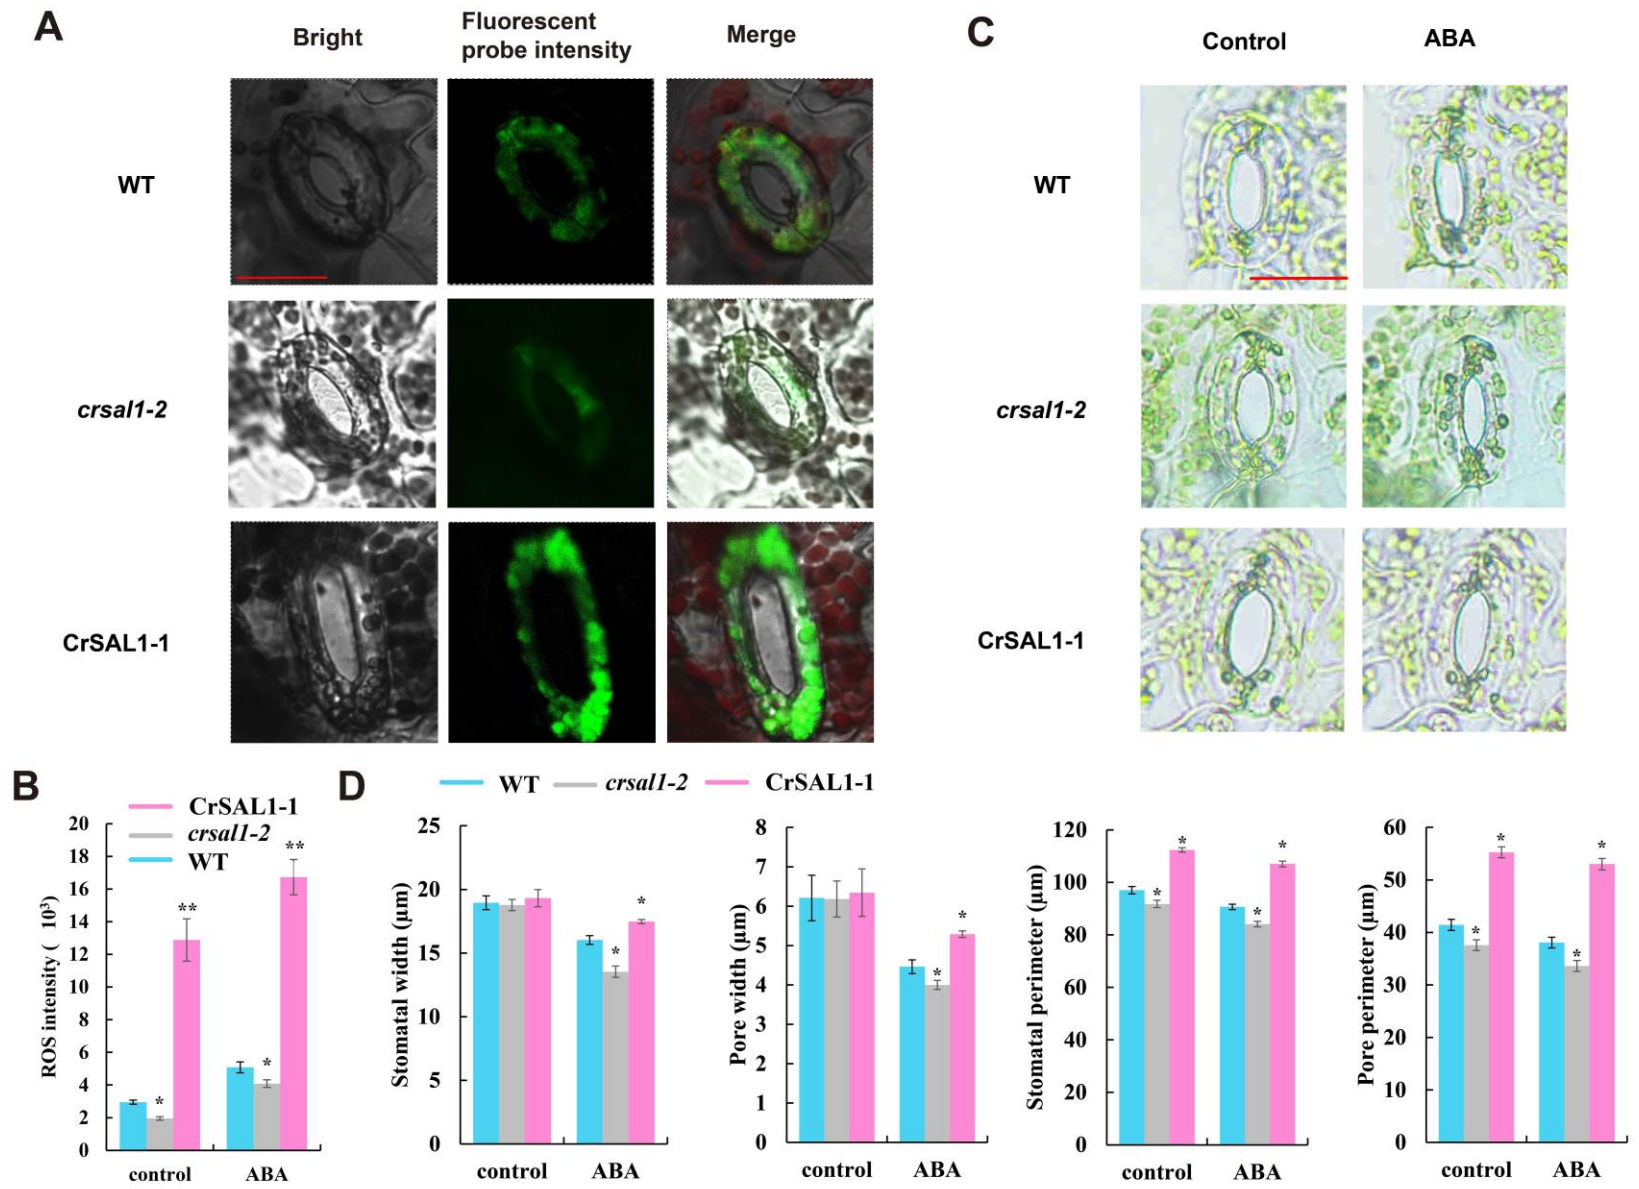 A
Bright
Fluorescent
probe intensity
Merge
WT
crsal1-2
CrSAL1-1
C
Control
ABA
WT
crsal1-2
CrSAL1-1
B
CrSAL1-1
crsal1-2
WT
ROS intensity ( 10³)
20
18
16
14
12
10
8
6
4
2
0
**
*
**
*
control
ABA
D
WT
crsal1-2
CrSAL1-1
Stomatal width (μm)
25
20
15
10
5
0
*
*
control
ABA
Pore width (μm)
8
7
6
5
4
3
2
1
0
*
*
control
ABA
Stomatal perimeter (μm)
120
100
80
60
40
20
0
*
*
*
*
control
ABA
Pore perimeter (μm)
60
50
40
30
20
10
0
*
*
*
*
control
ABA